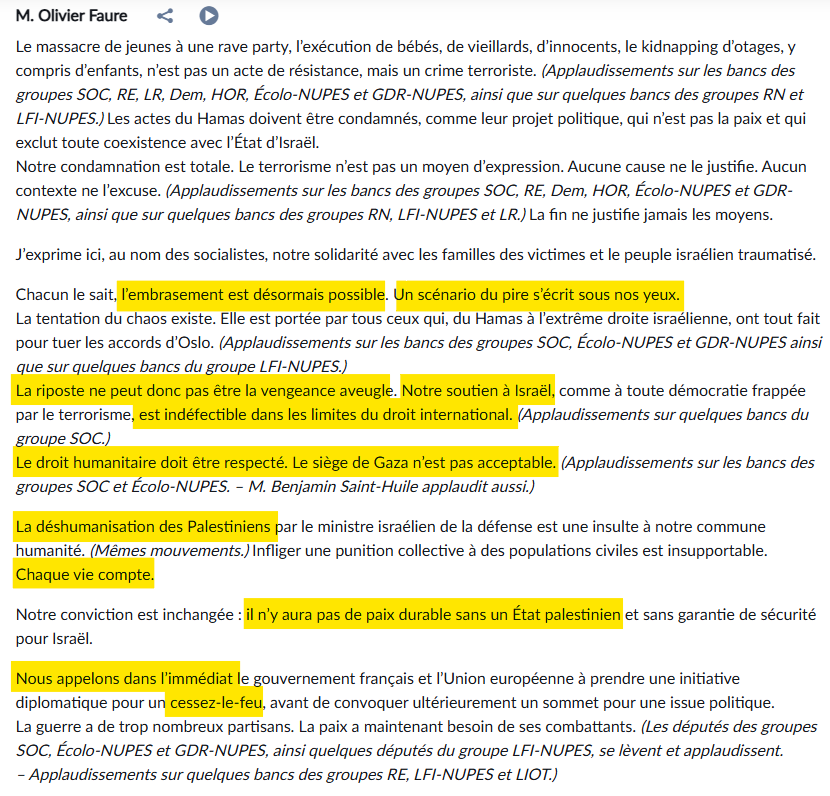 M. Olivier Faure
Le massacre de jeunes à une rave party, l’exécution de bébés, de vieillards, d’innocents, le kidnapping d’otages, y
compris d’enfants, n’est pas un acte de résistance, mais un crime terroriste. (Applaudissements sur les bancs des
groupes SOC, RE, LR, Dem, HOR, Écolo-NUPES et GDR-NUPES, ainsi que sur quelques bancs des groupes RN et
LFI-NUPES.) Les actes du Hamas doivent être condamnés, comme leur projet politique, qui n’est pas la paix et qui
exclut toute coexistence avec l’État d’Israël.
Notre condamnation est totale. Le terrorisme n’est pas un moyen d’expression. Aucune cause ne le justifie. Aucun
contexte ne l’excuse. (Applaudissements sur les bancs des groupes SOC, RE, Dem, HOR, Écolo-NUPES et GDR-
NUPES, ainsi que sur quelques bancs des groupes RN, LFI-NUPES et LR.) La fin ne justifie jamais les moyens.
J’exprime ici, au nom des socialistes, notre solidarité avec les familles des victimes et le peuple israélien traumatisé.
Chacun le sait, l’embrasement est désormais possible. Un scénario du pire s’écrit sous nos yeux.
La tentation du chaos existe. Elle est portée par tous ceux qui, du Hamas à l’extrême droite israélienne, ont tout fait
pour tuer les accords d’Oslo. (Applaudissements sur les bancs des groupes SOC, Écolo-NUPES et GDR-NUPES ainsi
que sur quelques bancs du groupe LFI-NUPES.)
La riposte ne peut donc pas être la vengeance aveugle. Notre soutien à Israël, comme à toute démocratie frappée
par le terrorisme, est indéfectible dans les limites du droit international. (Applaudissements sur quelques bancs du
groupe SOC.)
Le droit humanitaire doit être respecté. Le siège de Gaza n’est pas acceptable. (Applaudissements sur les bancs des
groupes SOC et Écolo-NUPES. – M. Benjamin Saint-Huile applaudit aussi.)
La déshumanisation des Palestiniens par le ministre israélien de la défense est une insulte à notre commune
humanité. (Mêmes mouvements.) Infliger une punition collective à des populations civiles est insupportable.
Chaque vie compte.
Notre conviction est inchangée : il n’y aura pas de paix durable sans un État palestinien et sans garantie de sécurité
pour Israël.
Nous appelons dans l’immédiat le gouvernement français et l’Union européenne à prendre une initiative
diplomatique pour un cessez-le-feu, avant de convoquer ultérieurement un sommet pour une issue politique.
La guerre a de trop nombreux partisans. La paix a maintenant besoin de ses combattants. (Les députés des groupes
SOC, Écolo-NUPES et GDR-NUPES, ainsi quelques députés du groupe LFI-NUPES, se lèvent et applaudissent.
– Applaudissements sur quelques bancs des groupes RE, LFI-NUPES et LIOT.)